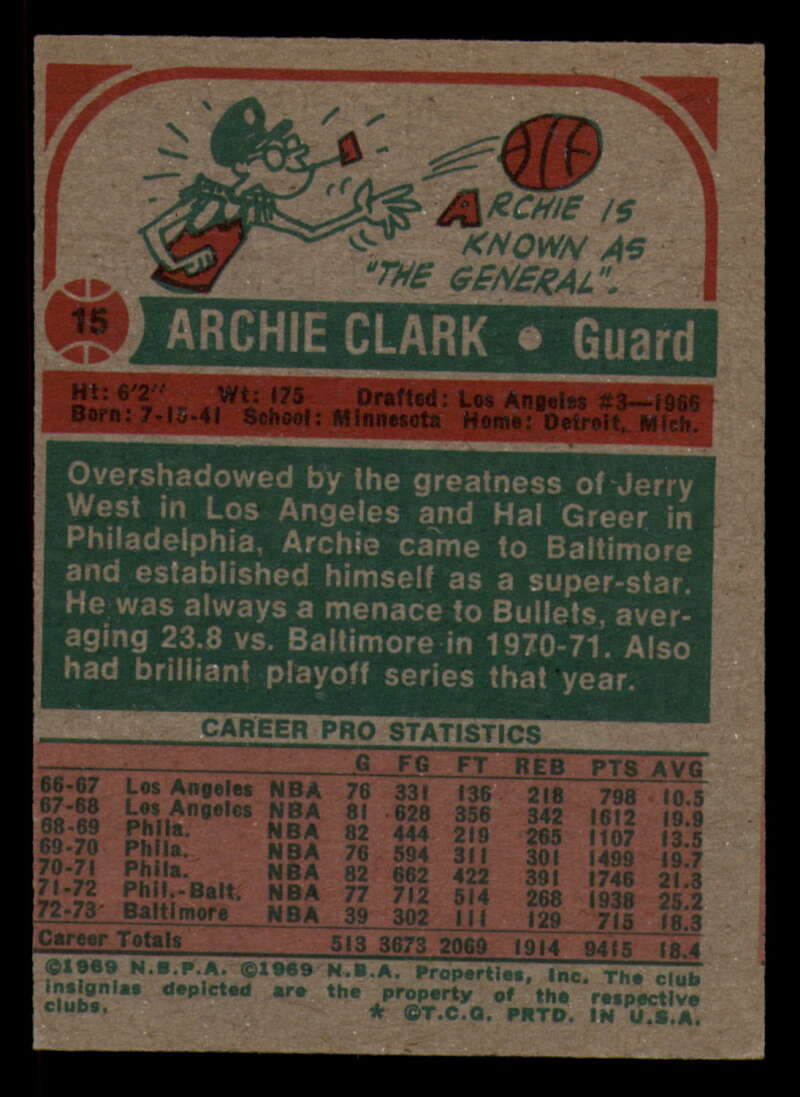 ARCHIE IS
KNOWN AS
"THE GENERAL".
15 ARCHIE CLARK • Guard
Ht: 6'2" Wt: 175 Drafted: Los Angeles #3—1966
Born: 7-15-41 School: Minnesota Home: Detroit, Mich.
Overshadowed by the greatness of Jerry
West in Los Angeles and Hal Greer in
Philadelphia, Archie came to Baltimore
and established himself as a super-star.
He was always a menace to Bullets, aver-
aging 23.8 vs. Baltimore in 1970-71. Also
had brilliant playoff series that year.
CAREER PRO STATISTICS
G FG FT REB PTS AVG
66-67 Los Angeles NBA 76 331 136 218 798 10.5
67-68 Los Angeles NBA 81 628 356 342 1612 19.9
68-69 Phila. NBA 82 444 219 265 1107 13.5
69-70 Phila. NBA 76 594 311 301 1499 19.7
70-71 Phila. NBA 82 662 422 391 1746 21.3
71-72 Phil.-Balt. NBA 77 712 514 268 1938 25.2
72-73 Baltimore NBA 39 302 111 129 715 18.3
Career Totals 513 3673 2069 1914 9415 18.4
©1969 N.B.P.A. ©1969 N.B.A. Properties, Inc. The club
insignias depicted are the property of the respective
clubs. * ©T.C.G. PRTD. IN U.S.A.